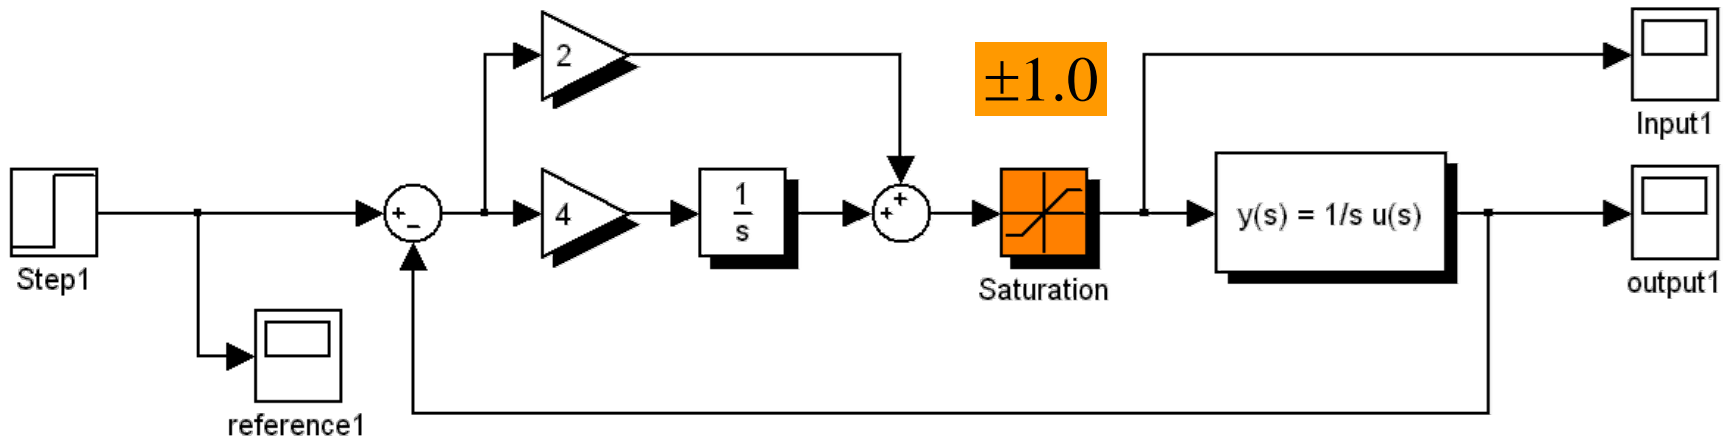 2
±1.0
Input1
Step1
+
−
4
1
s
+
+
Saturation
y(s) = 1/s u(s)
output1
reference1